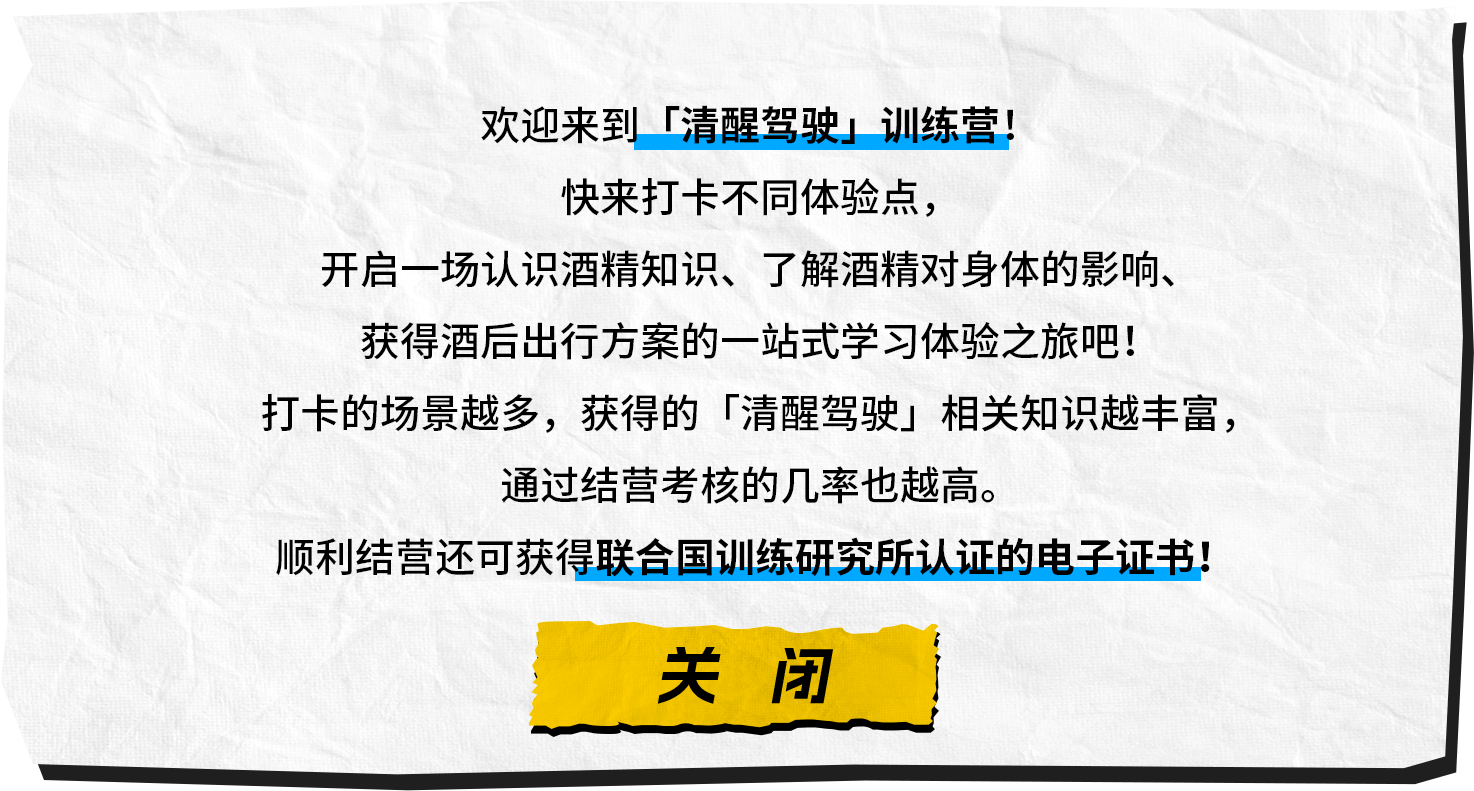 欢迎来到「清醒驾驶」训练营！
快来打卡不同体验点，
开启一场认识酒精知识、了解酒精对身体的影响、
获得酒后出行方案的一站式学习体验之旅吧！
打卡的场景越多，获得的「清醒驾驶」相关知识越丰富，
通过结营考核的几率也越高。
顺利结营还可获得联合国训练研究所认证的电子证书！
关 闭